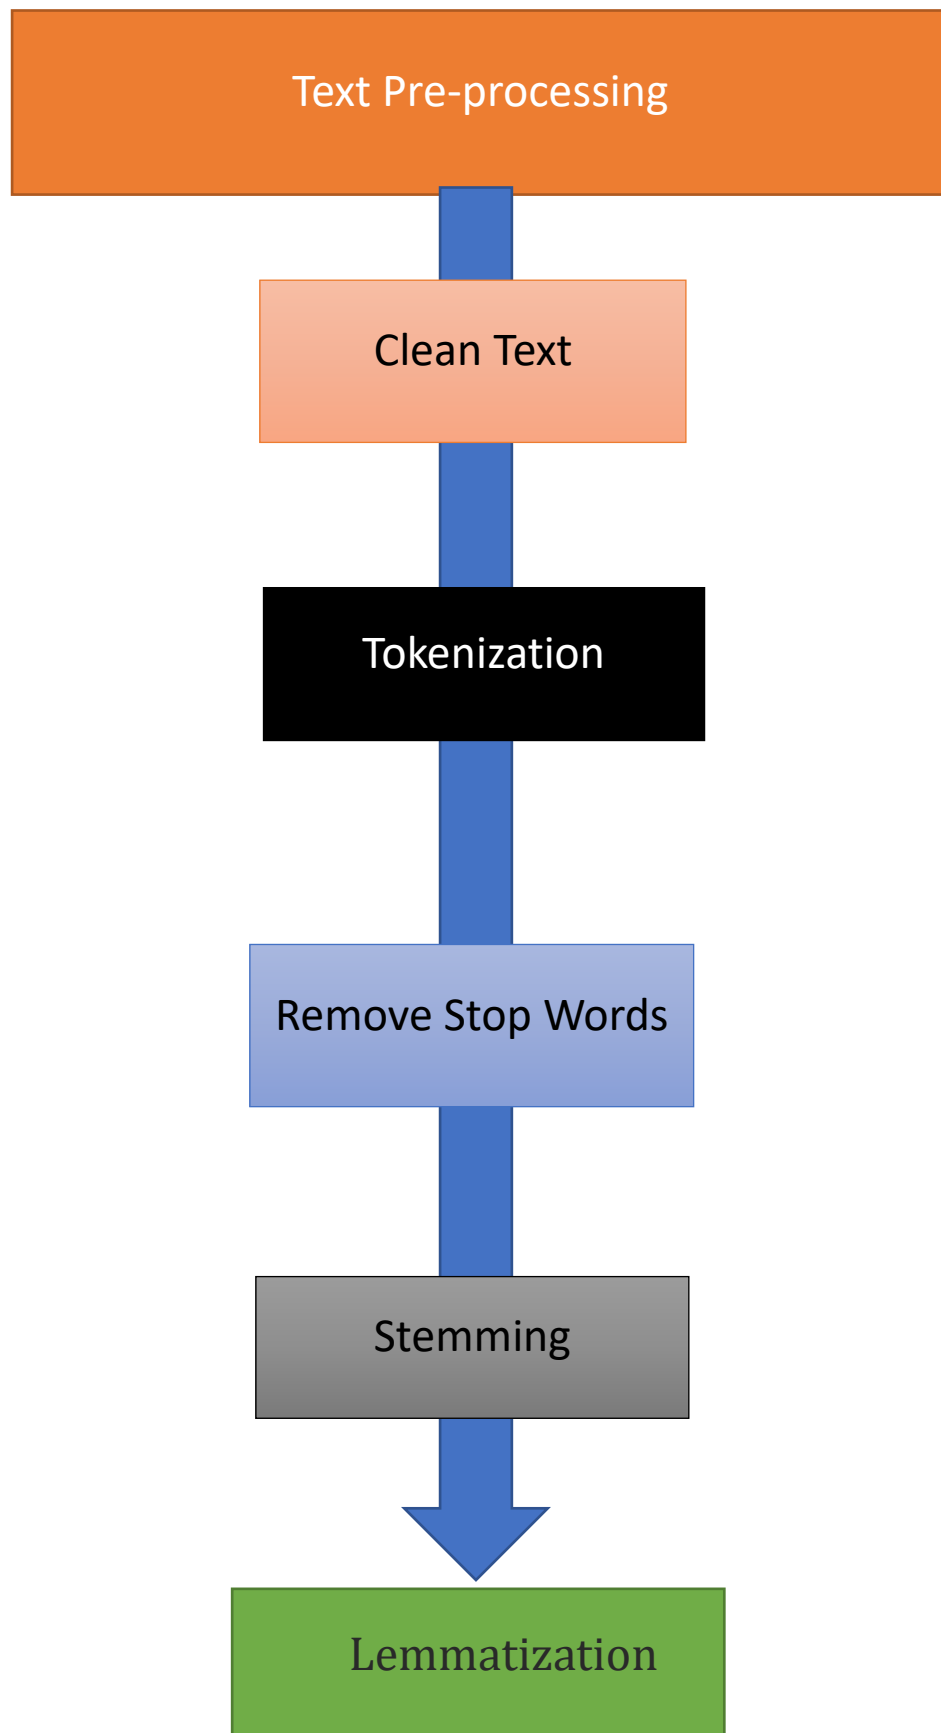 Text Pre-processing
Clean Text
Tokenization
Remove Stop Words
Stemming
Lemmatization